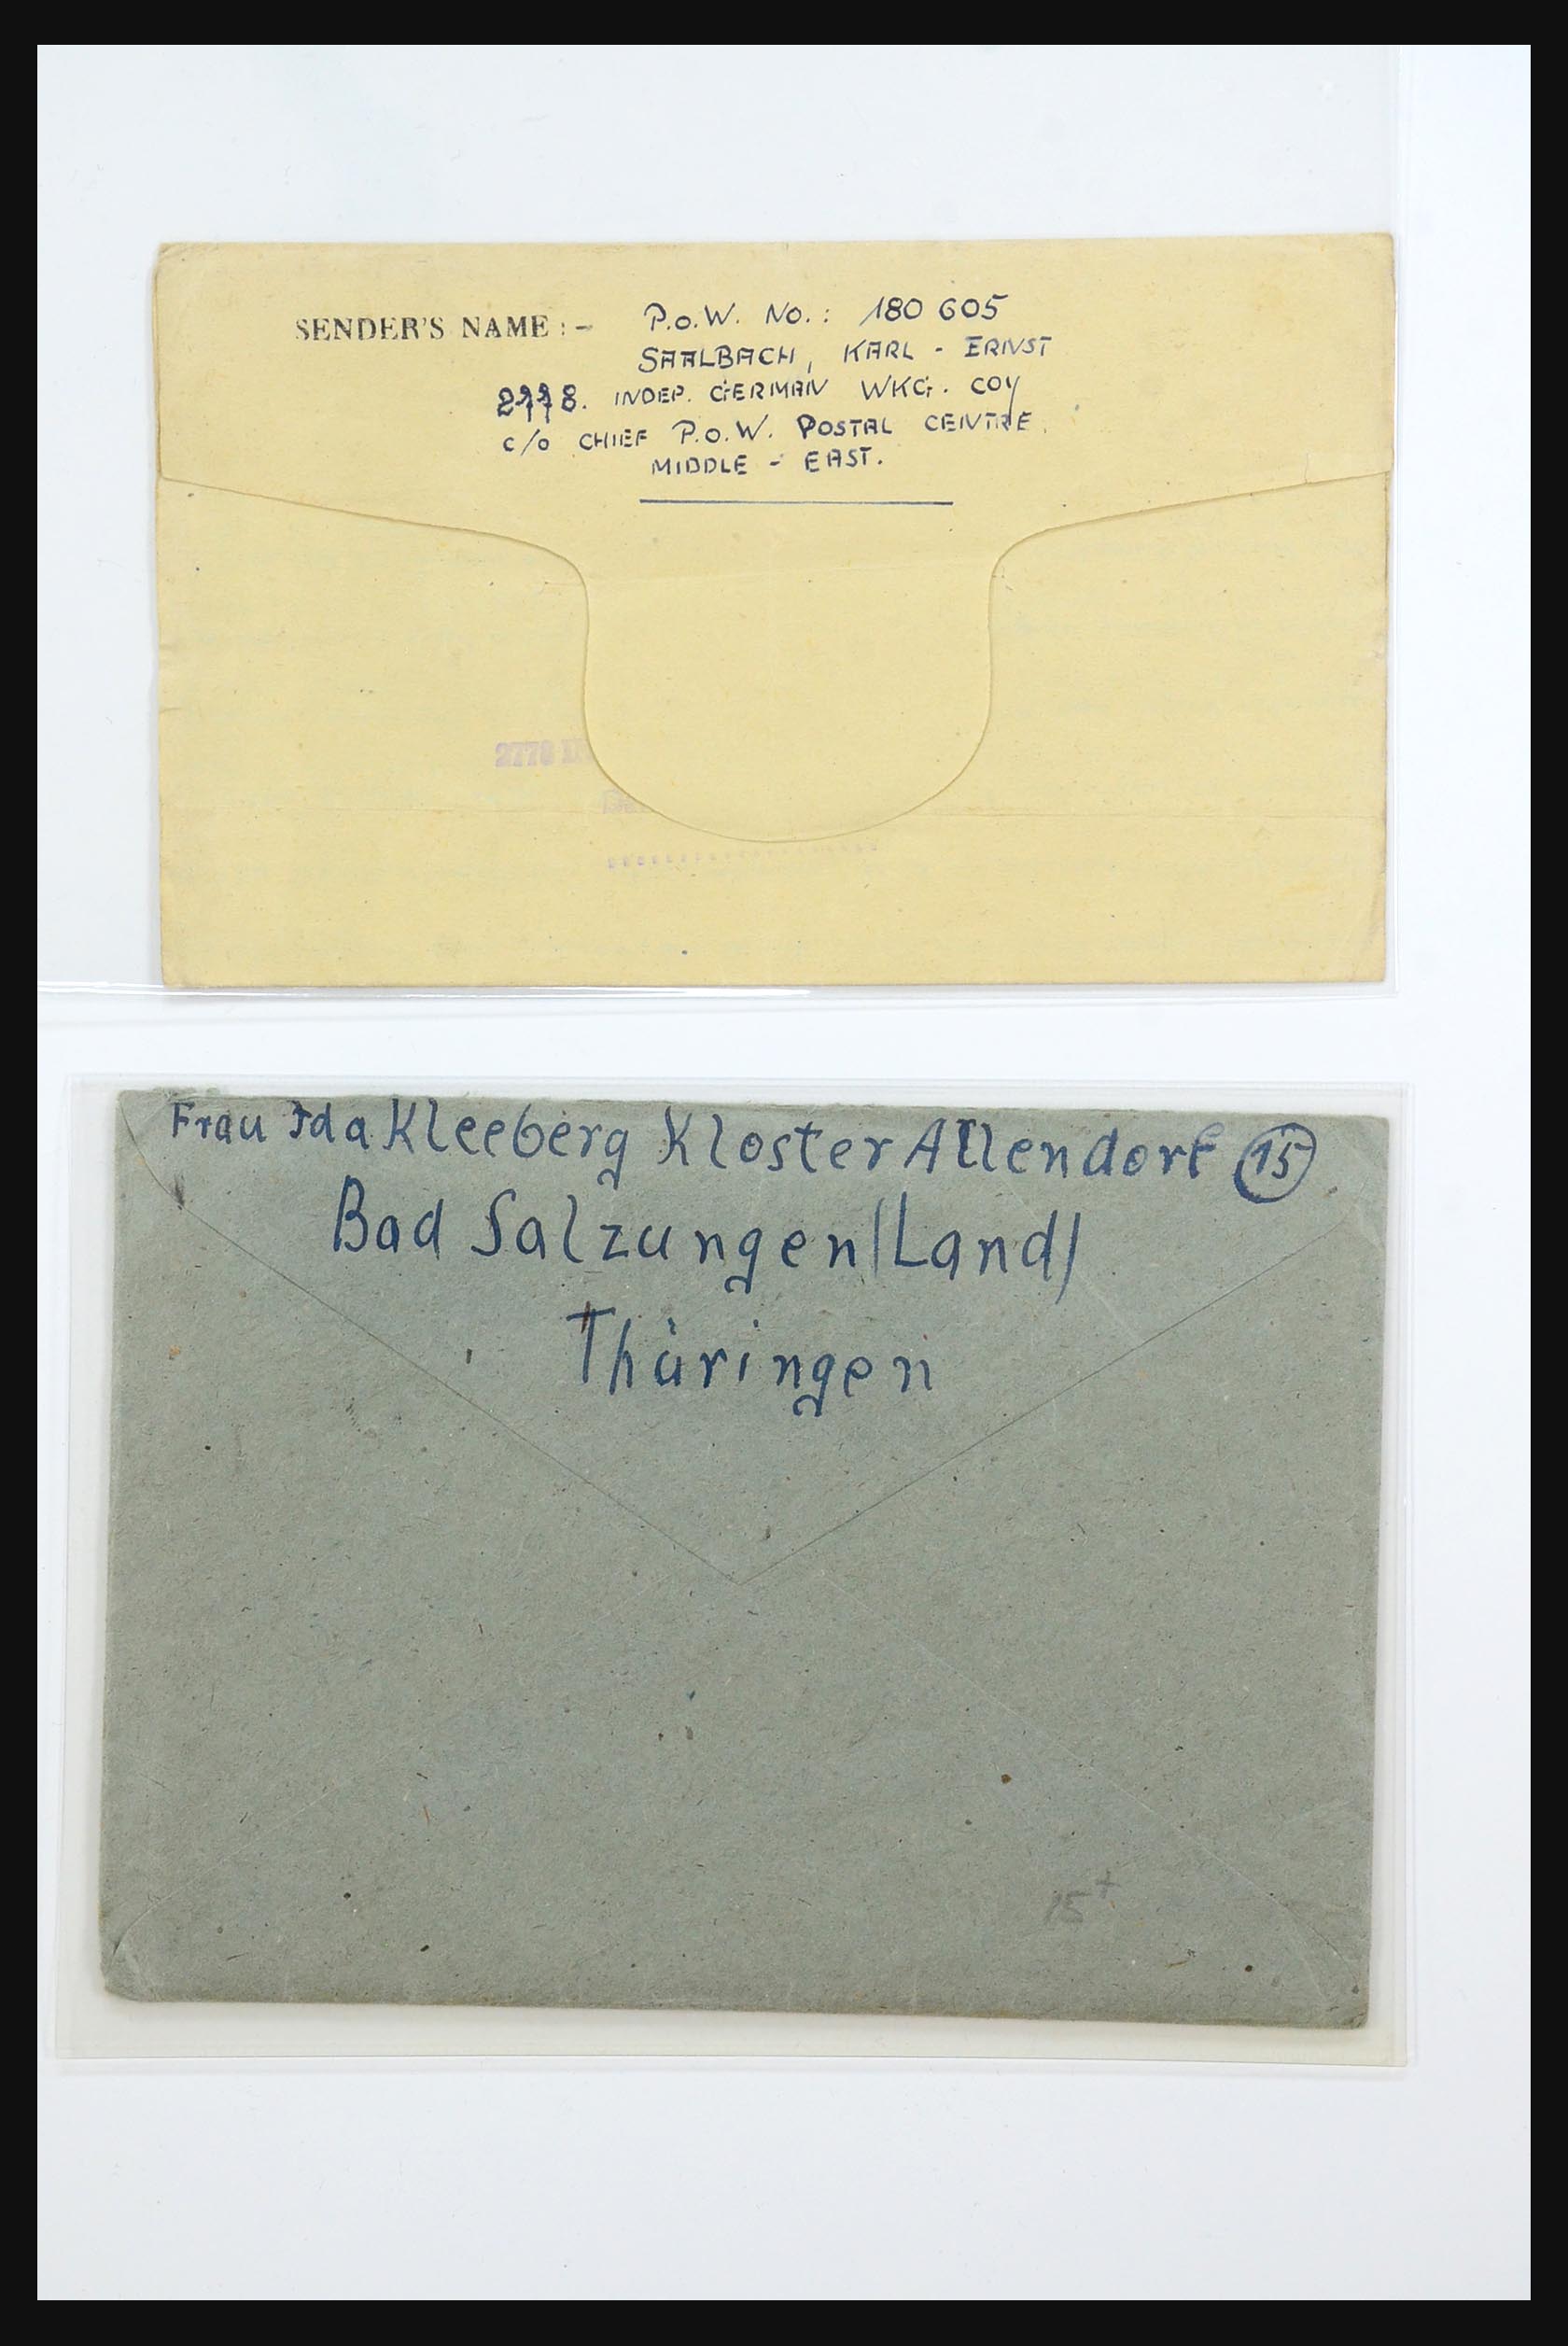 SENDER'S NAME :- P.o.W. No.: 180 605
SAALBACH, KARL - ERNST
2778. INDEP. GERMAN WKG. COY
c/o CHIEF P.o.W. POSTAL CENTRE.
MIDDLE - EAST.
2778
Frau Ida Kleeberg Kloster Allendorf 15
Bad Salzungen (Land)
Thüringen
15+